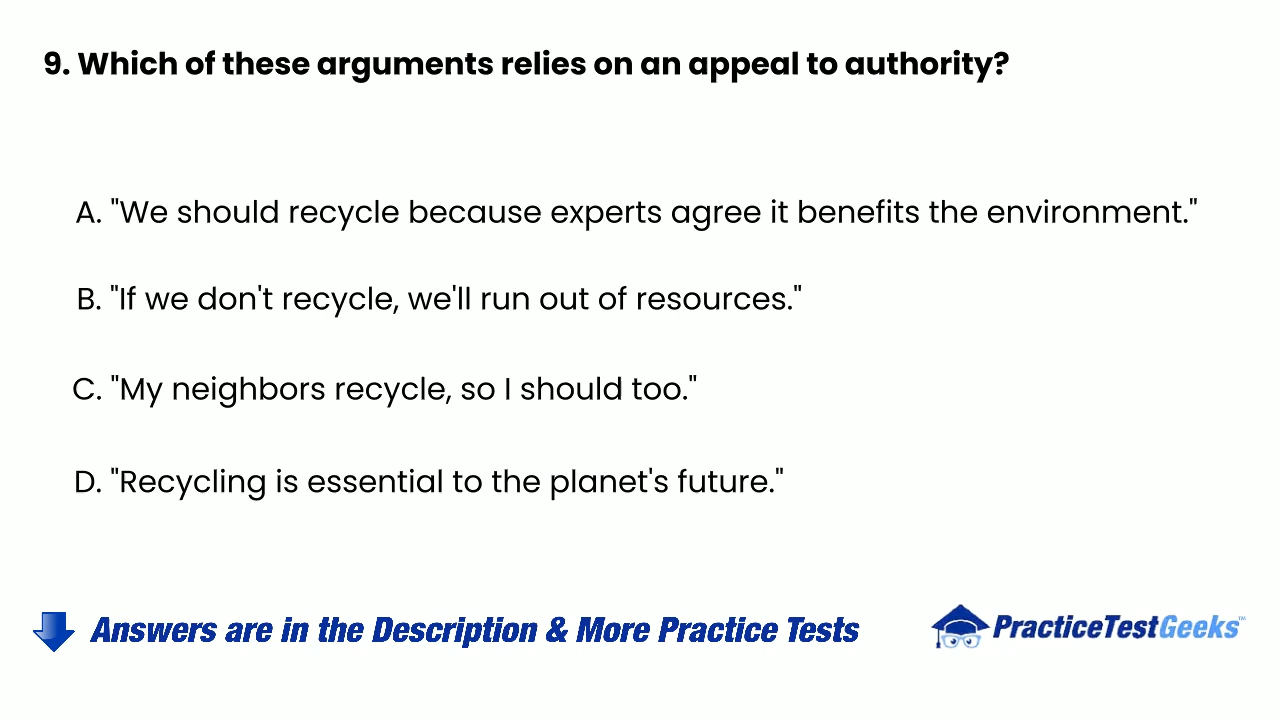 9. Which of these arguments relies on an appeal to authority?
A. "We should recycle because experts agree it benefits the environment."
B. "If we don't recycle, we'll run out of resources."
C. "My neighbors recycle, so I should too."
D. "Recycling is essential to the planet's future."
Answers are in the Description & More Practice Tests
PracticeTestGeeks™